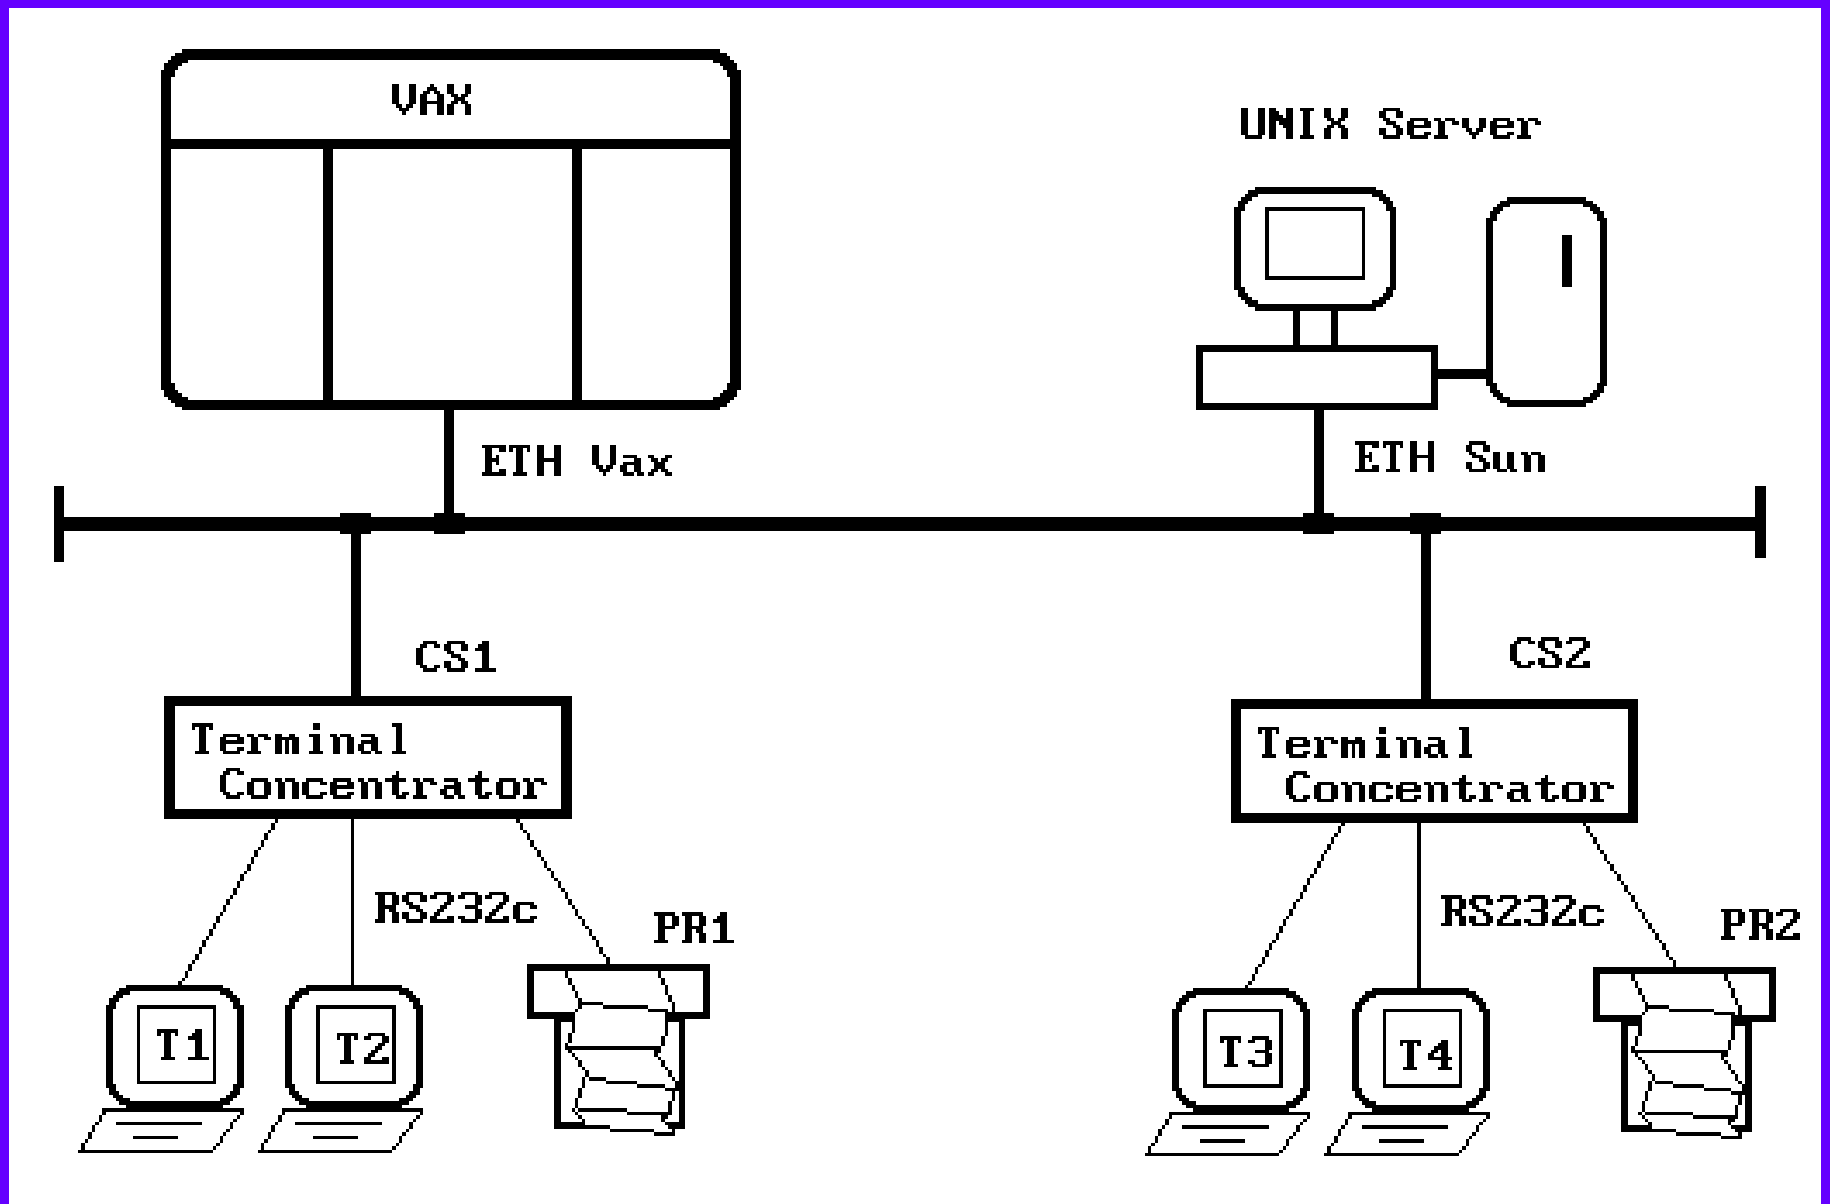 VAX
UNIX Server
ETH Vax
ETH Sun
CS1
CS2
Terminal
Concentrator
Terminal
Concentrator
RS232c
PR1
RS232c
PR2
T1
T2
T3
T4